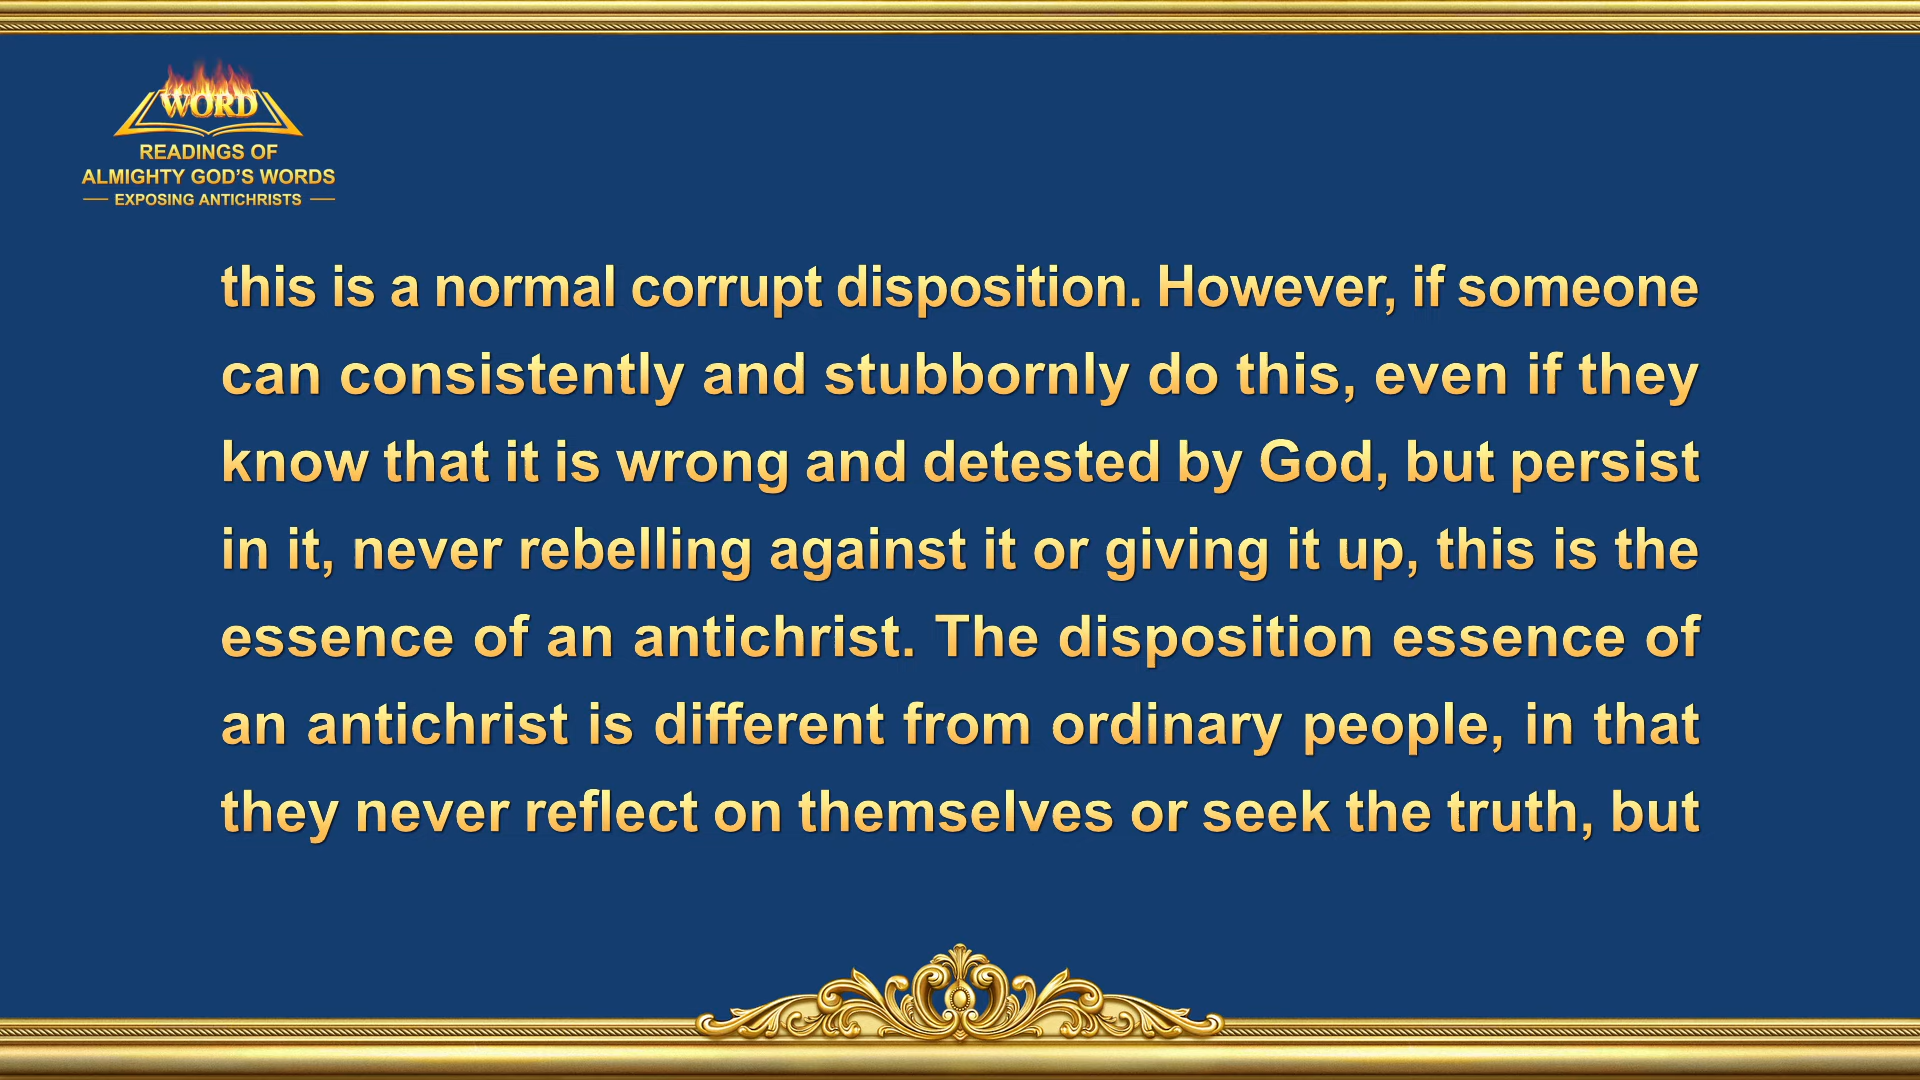 WORD
READINGS OF
ALMIGHTY GOD'S WORDS
EXPOSING ANTICHRISTS
this is a normal corrupt disposition. However, if someone
can consistently and stubbornly do this, even if they
know that it is wrong and detested by God, but persist
in it, never rebelling against it or giving it up, this is the
essence of an antichrist. The disposition essence of
an antichrist is different from ordinary people, in that
they never reflect on themselves or seek the truth, but